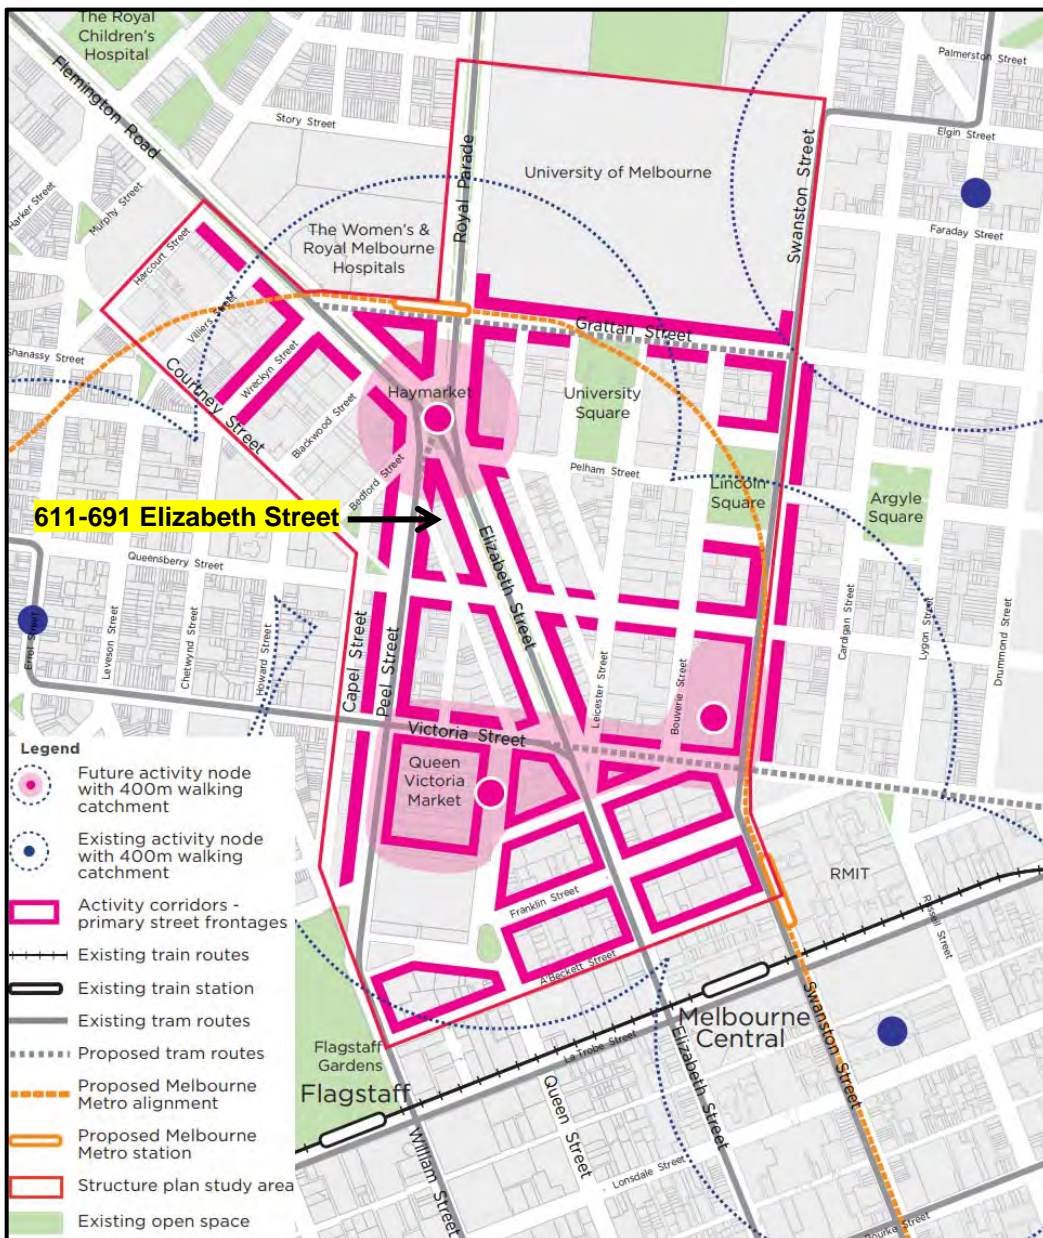 The Royal
Children's
Hospital
Flemington Road
Story Street
Palmerston Street
Elgin Street
Royal Parade
University of Melbourne
Swanston Street
Harker Street
Murphy Street
The Women's &
Royal Melbourne
Hospitals
Faraday Street
Harcourt Street
Villiers Street
Grattan Street
Shanassy Street
Wreckyn Street
Courtney Street
Haymarket
University
Square
Blackwood Street
Bedford Street
Pelham Street
Lincoln
Square
Argyle
Square
611-691 Elizabeth Street
Elizabeth Street
Queensberry Street
Errol Street
Leveson Street
Chetwynd Street
Howard Street
Capel Street
Peel Street
Leicester Street
Bouverie Street
Cardigan Street
Lygon Street
Drummond Street
Victoria Street
Queen
Victoria
Market
RMIT
Franklin Street
Russell Street
A'Beckett Street
Flagstaff
Gardens
Flagstaff
Melbourne
Central
La Trobe Street
Swanston Street
Elizabeth Street
Queen Street
William Street
Lonsdale Street
Bourke Street
Legend
Future activity node
with 400m walking
catchment
Existing activity node
with 400m walking
catchment
Activity corridors -
primary street frontages
Existing train routes
Existing train station
Existing tram routes
Proposed tram routes
Proposed Melbourne
Metro alignment
Proposed Melbourne
Metro station
Structure plan study area
Existing open space